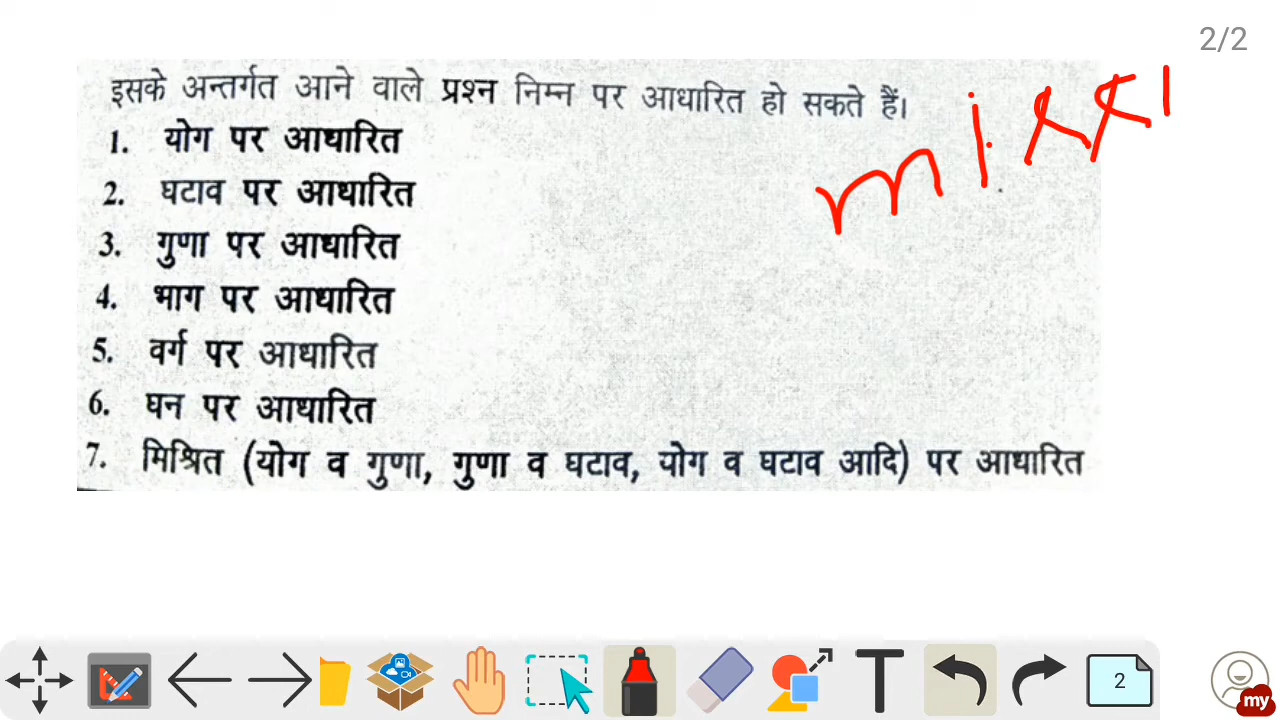 2/2
इसके अन्तर्गत आने वाले प्रश्न निम्न पर आधारित हो सकते हैं।
1. योग पर आधारित
2. घटाव पर आधारित
3. गुणा पर आधारित
4. भाग पर आधारित
5. वर्ग पर आधारित
6. घन पर आधारित
7. मिश्रित (योग व गुणा, गुणा व घटाव, योग व घटाव आदि) पर आधारित
2
my